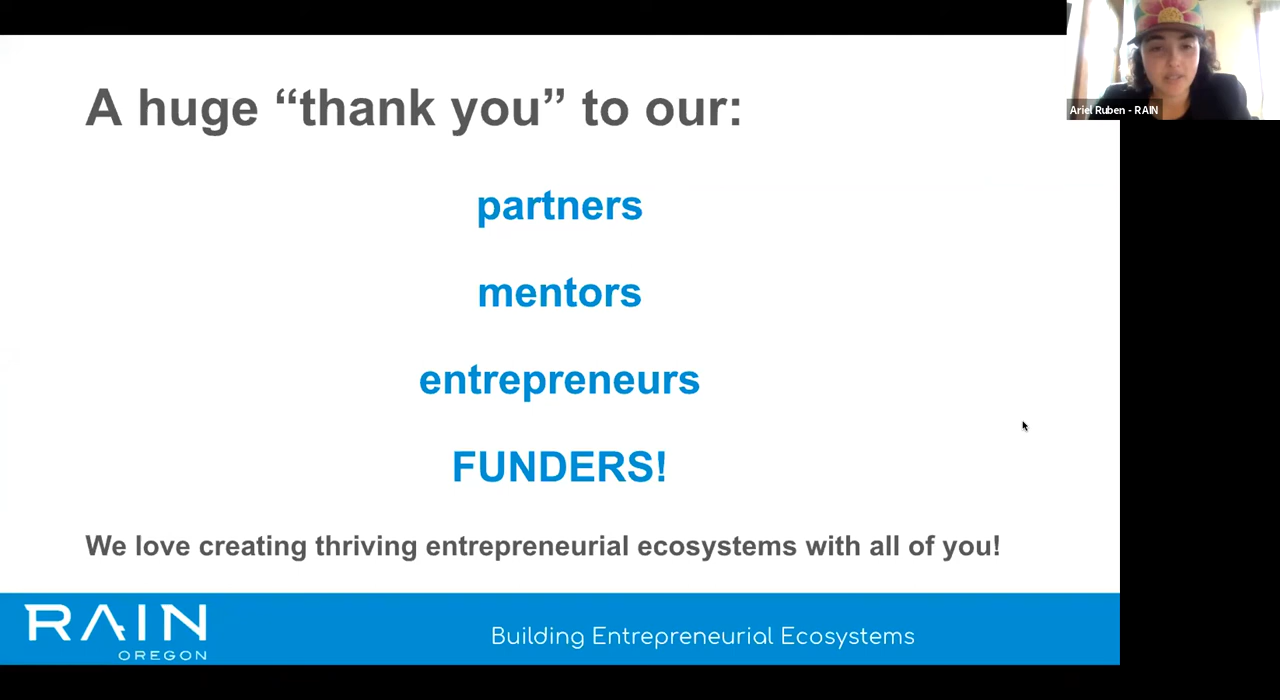 A huge “thank you” to our:
partners
mentors
entrepreneurs
FUNDERS!
We love creating thriving entrepreneurial ecosystems with all of you!
RAIN
OREGON
Building Entrepreneurial Ecosystems
Ariel Ruben - RAIN